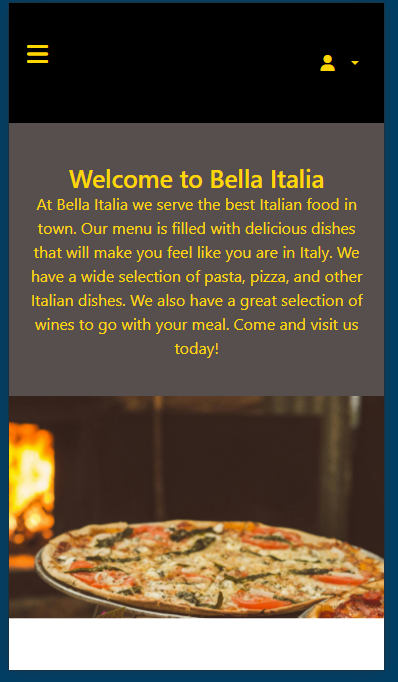 Welcome to Bella Italia
At Bella Italia we serve the best Italian food in
town. Our menu is filled with delicious dishes
that will make you feel like you are in Italy. We
have a wide selection of pasta, pizza, and other
Italian dishes. We also have a great selection of
wines to go with your meal. Come and visit us
today!